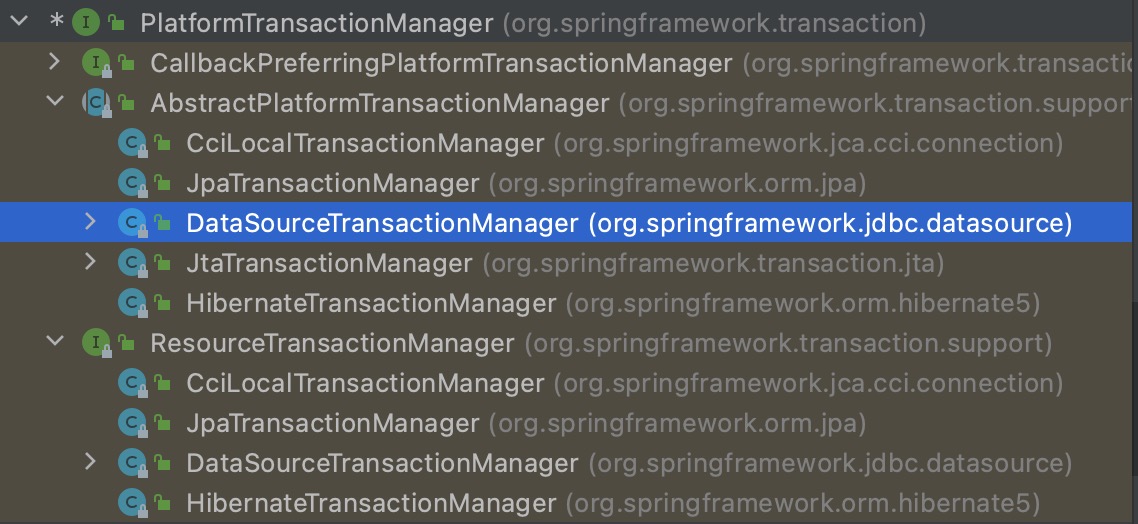 * I PlatformTransactionManager (org.springframework.transaction)
I CallbackPreferringPlatformTransactionManager (org.springframework.transactic
C AbstractPlatformTransactionManager (org.springframework.transaction.support
C CciLocalTransactionManager (org.springframework.jca.cci.connection)
C JpaTransactionManager (org.springframework.orm.jpa)
C DataSourceTransactionManager (org.springframework.jdbc.datasource)
C JtaTransactionManager (org.springframework.transaction.jta)
C HibernateTransactionManager (org.springframework.orm.hibernate5)
I ResourceTransactionManager (org.springframework.transaction.support)
C CciLocalTransactionManager (org.springframework.jca.cci.connection)
C JpaTransactionManager (org.springframework.orm.jpa)
C DataSourceTransactionManager (org.springframework.jdbc.datasource)
C HibernateTransactionManager (org.springframework.orm.hibernate5)